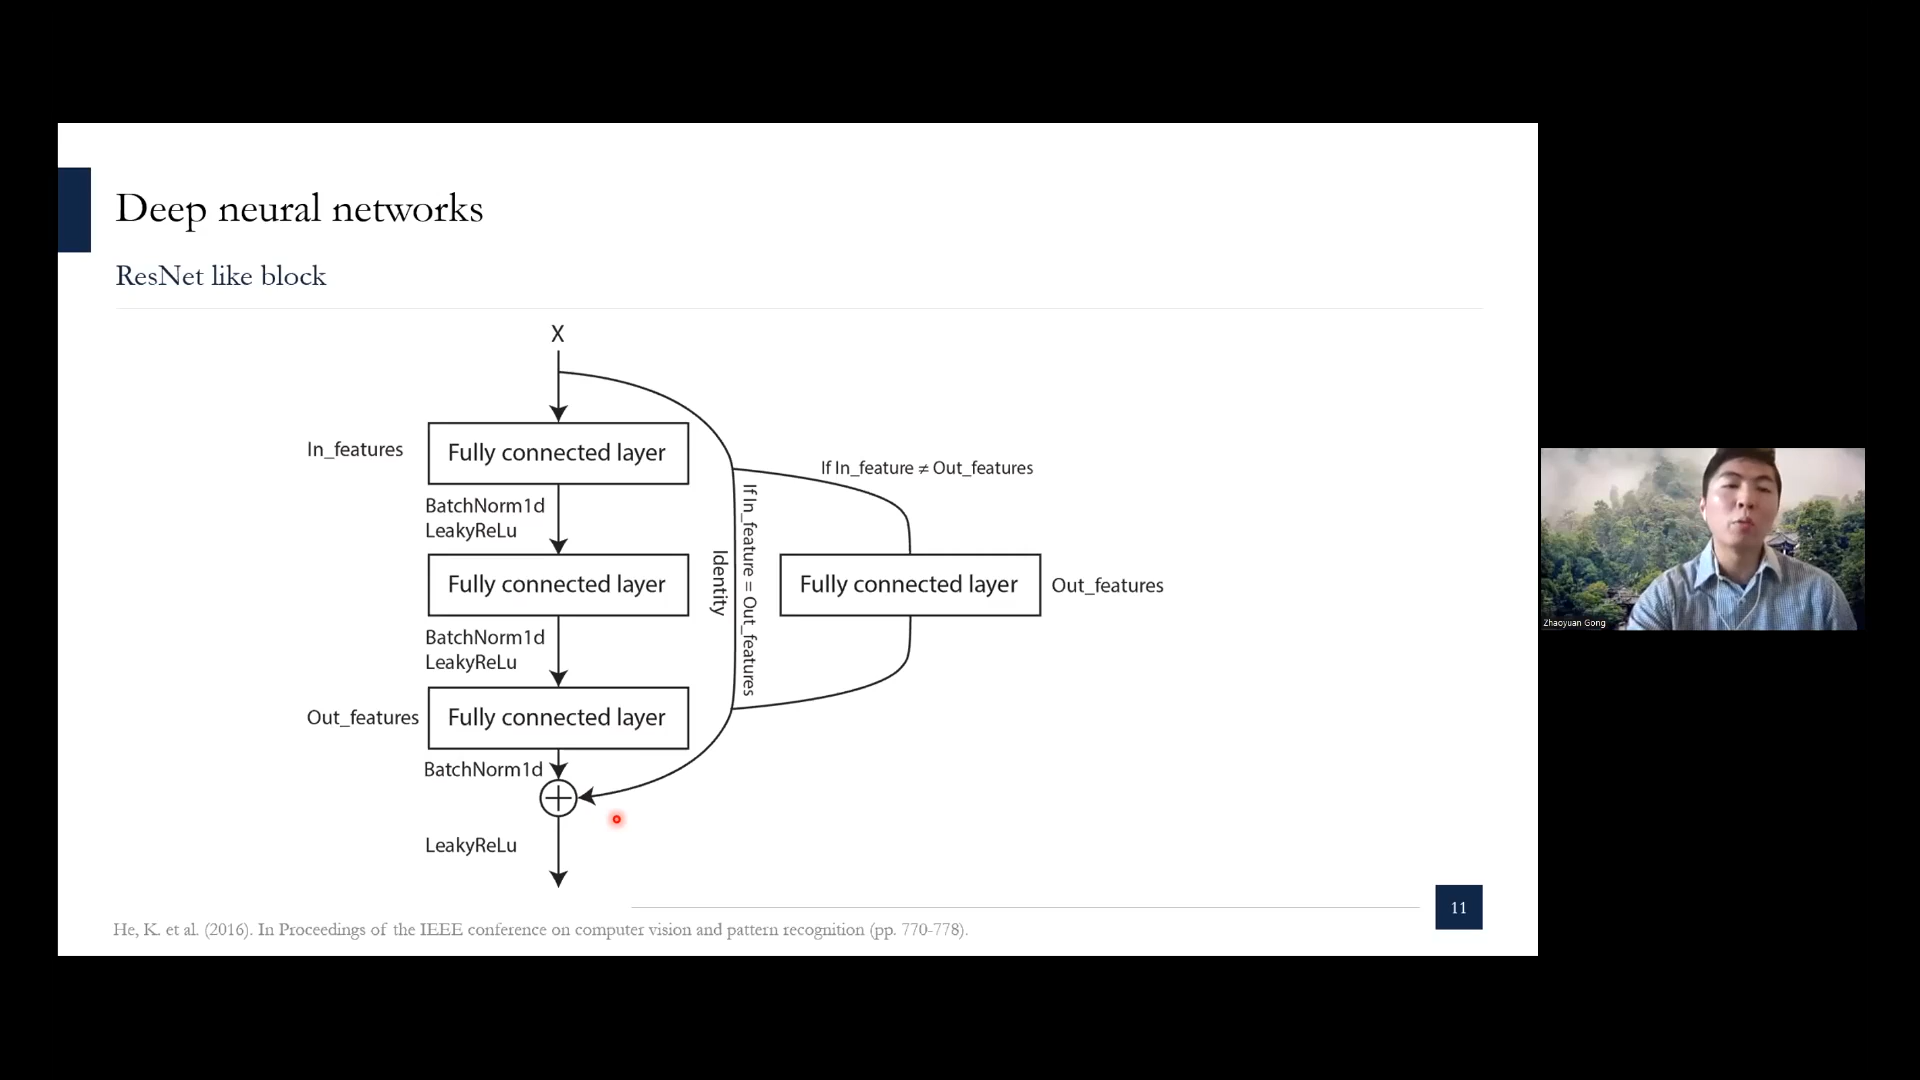 Deep neural networks
ResNet like block
X
In_features
Fully connected layer
If In_feature ≠ Out_features
BatchNorm1d
LeakyReLu
Identity
If In_feature = Out_features
Fully connected layer
Fully connected layer
Out_features
BatchNorm1d
LeakyReLu
Out_features
Fully connected layer
BatchNorm1d
LeakyReLu
11
He, K. et al. (2016). In Proceedings of the IEEE conference on computer vision and pattern recognition (pp. 770-778).
Zhaoyuan Gong